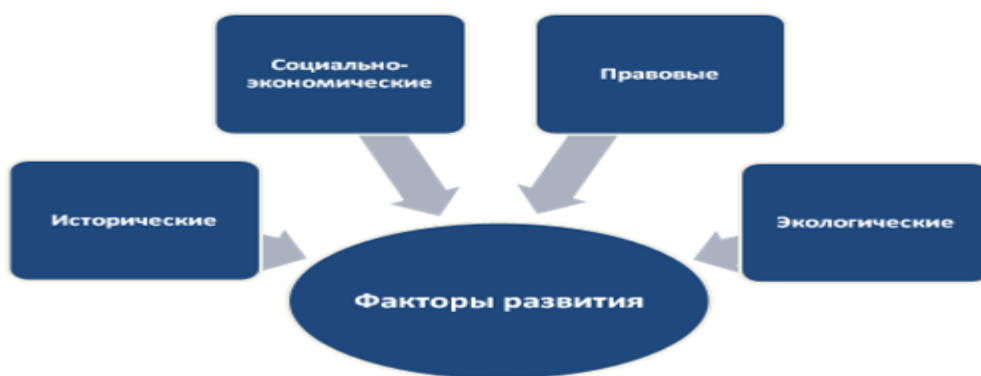 Социально-
экономические
Правовые
Исторические
Экологические
Факторы развития